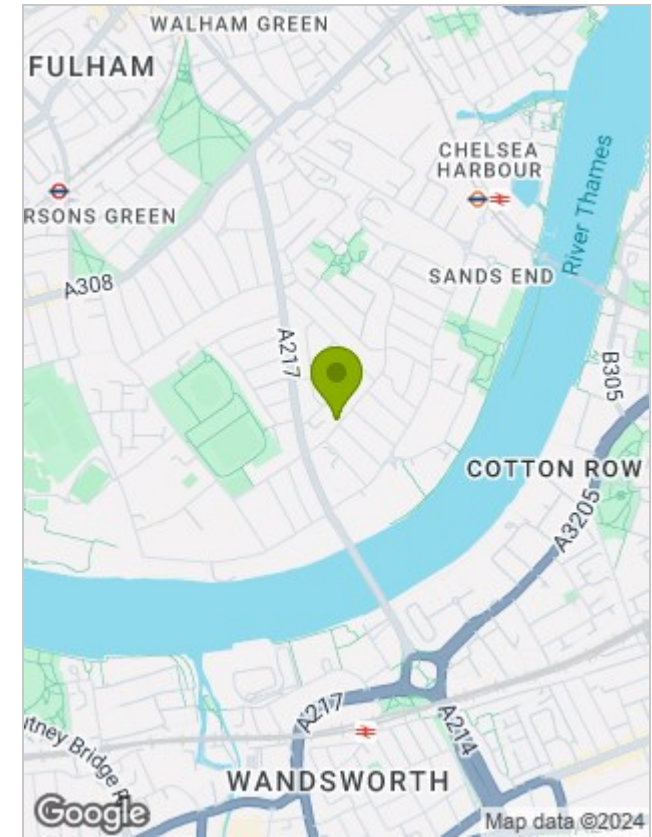 WALHAM GREEN
FULHAM
CHELSEA
HARBOUR
RSONS GREEN
River Thames
SANDS END
A308
A217
B305
COTTON ROW
A3205
A217
A214
tney Bridge R
WANDSWORTH
Google
Map data ©2024